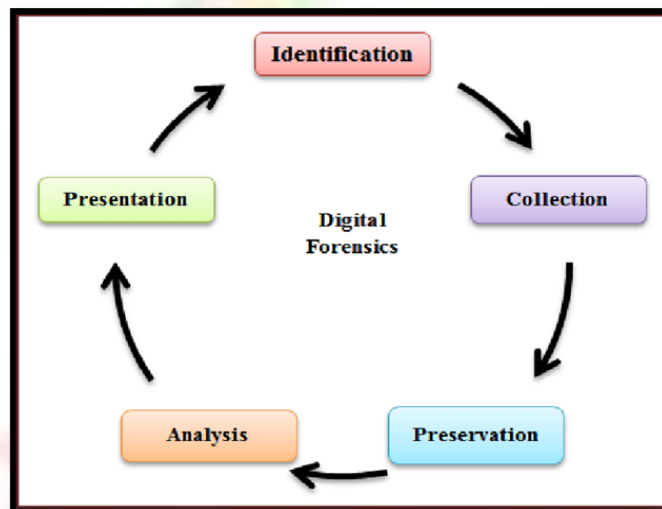 Identification
Collection
Digital
Forensics
Presentation
Preservation
Analysis